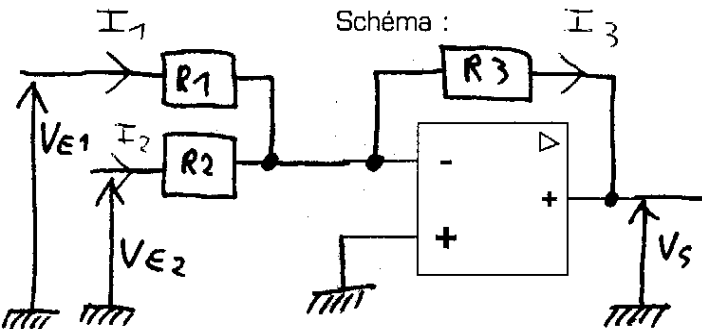 I1 Schéma : I3
R1 R3
VE1 I2
R2 - ▷
+
VE2 + VS